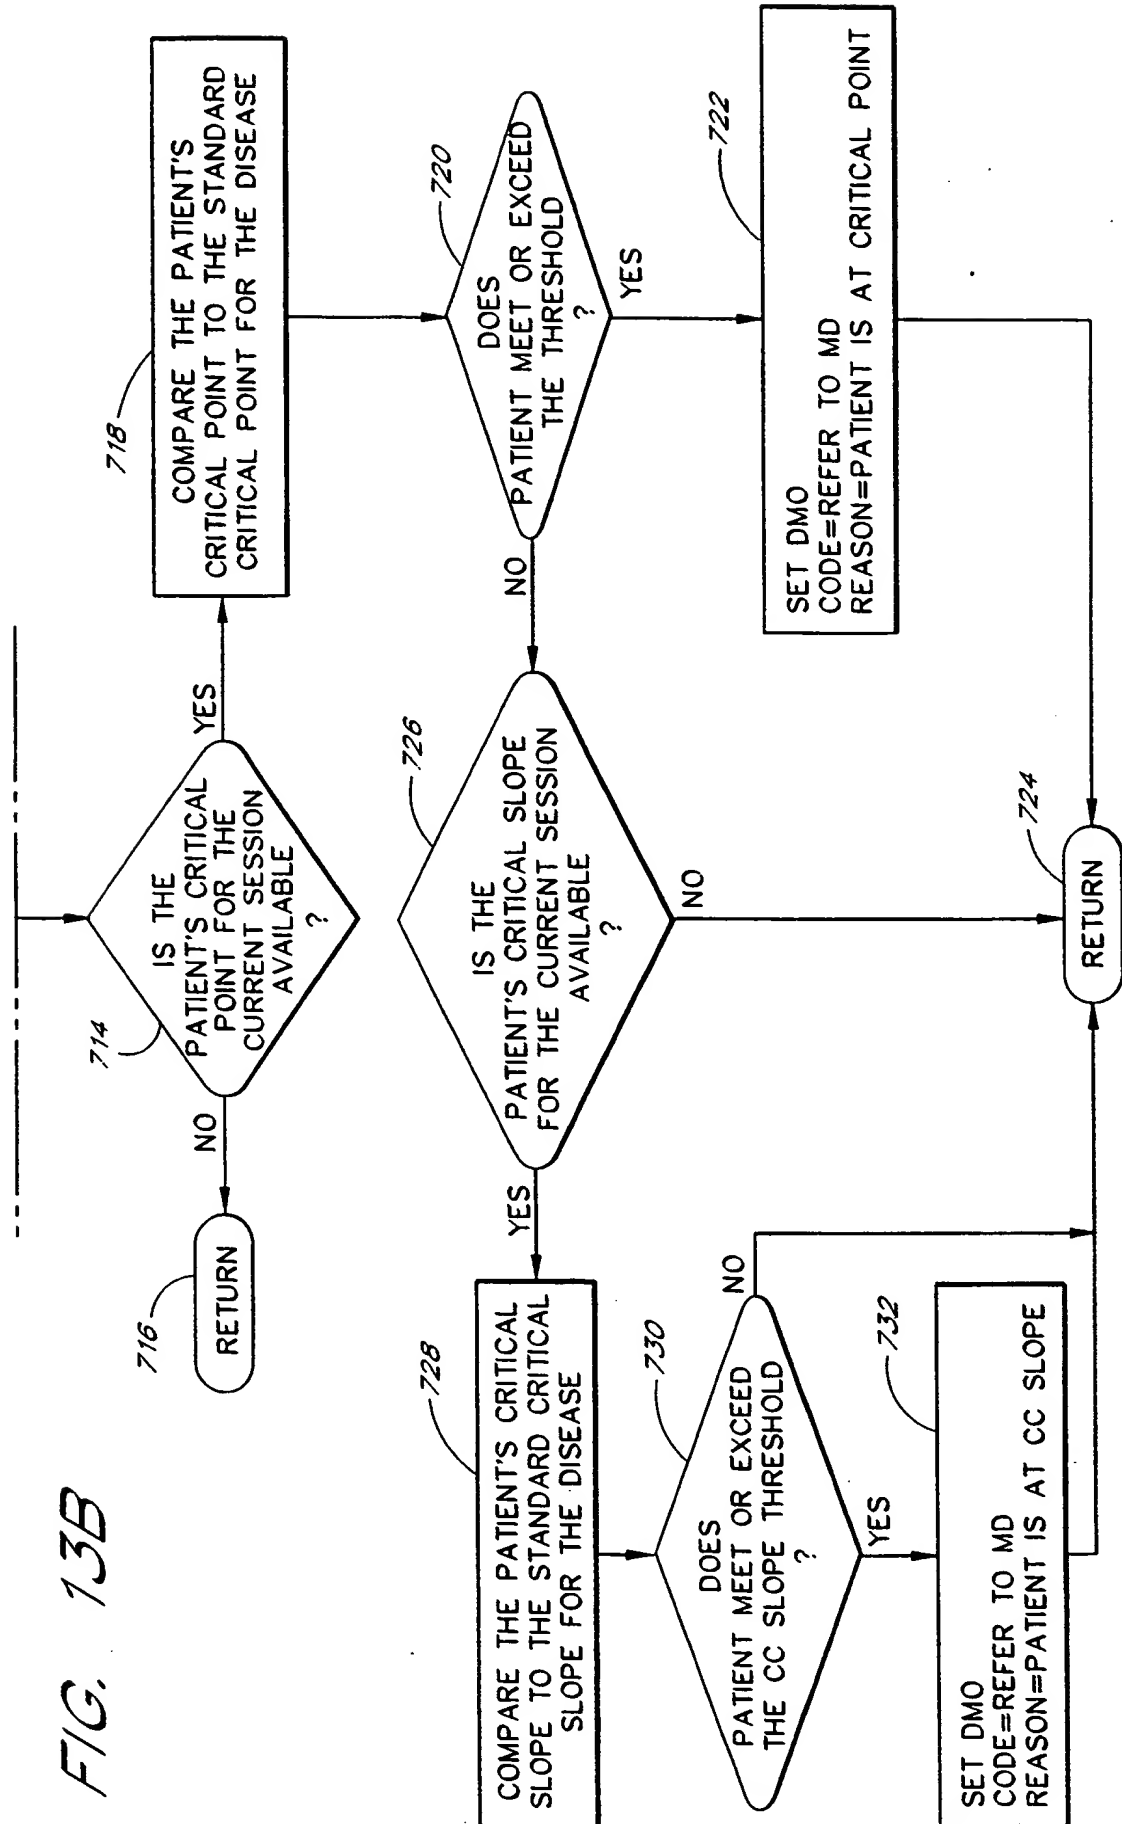 FIG. 13B
714
IS THE
PATIENT'S CRITICAL
POINT FOR THE
CURRENT SESSION
AVAILABLE
?
NO
716
RETURN
YES
718
COMPARE THE PATIENT'S
CRITICAL POINT TO THE STANDARD
CRITICAL POINT FOR THE DISEASE
720
DOES
PATIENT MEET OR EXCEED
THE THRESHOLD
?
YES
722
SET DMO
CODE=REFER TO MD
REASON=PATIENT IS AT CRITICAL POINT
NO
726
IS THE
PATIENT'S CRITICAL SLOPE
FOR THE CURRENT SESSION
AVAILABLE
?
NO
724
RETURN
YES
728
COMPARE THE PATIENT'S CRITICAL
SLOPE TO THE STANDARD CRITICAL
SLOPE FOR THE DISEASE
730
DOES
PATIENT MEET OR EXCEED
THE CC SLOPE THRESHOLD
?
NO
YES
732
SET DMO
CODE=REFER TO MD
REASON=PATIENT IS AT CC SLOPE